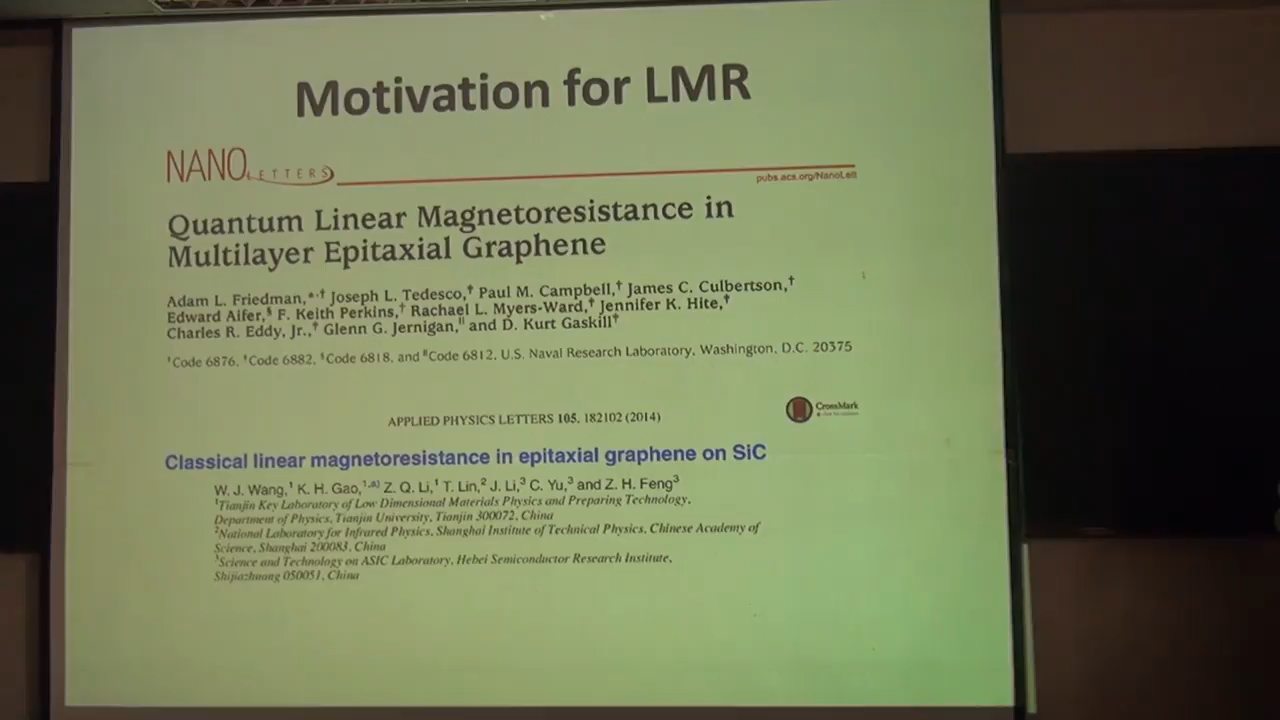 Motivation for LMR
NANO LETTERS
pubs.acs.org/NanoLett
Quantum Linear Magnetoresistance in
Multilayer Epitaxial Graphene
Adam L. Friedman,*,† Joseph L. Tedesco,† Paul M. Campbell,† James C. Culbertson,†
Edward Aifer,§ F. Keith Perkins,† Rachael L. Myers-Ward,† Jennifer K. Hite,†
Charles R. Eddy, Jr.,† Glenn G. Jernigan,‖ and D. Kurt Gaskill†
Code 6876, Code 6882, §Code 6818, and Code 6812, U.S. Naval Research Laboratory, Washington, D.C. 20375
APPLIED PHYSICS LETTERS 105, 182102 (2014)
CrossMark
Classical linear magnetoresistance in epitaxial graphene on SiC
W. J. Wang,1 K. H. Gao,1,a) Z. Q. Li,1 T. Lin,2 J. Li,3 C. Yu,3 and Z. H. Feng3
1Tianjin Key Laboratory of Low Dimensional Materials Physics and Preparing Technology,
Department of Physics, Tianjin University, Tianjin 300072, China
2National Laboratory for Infrared Physics, Shanghai Institute of Technical Physics, Chinese Academy of
Science, Shanghai 200083, China
3Science and Technology on ASIC Laboratory, Hebei Semiconductor Research Institute,
Shijiazhuang 050051, China